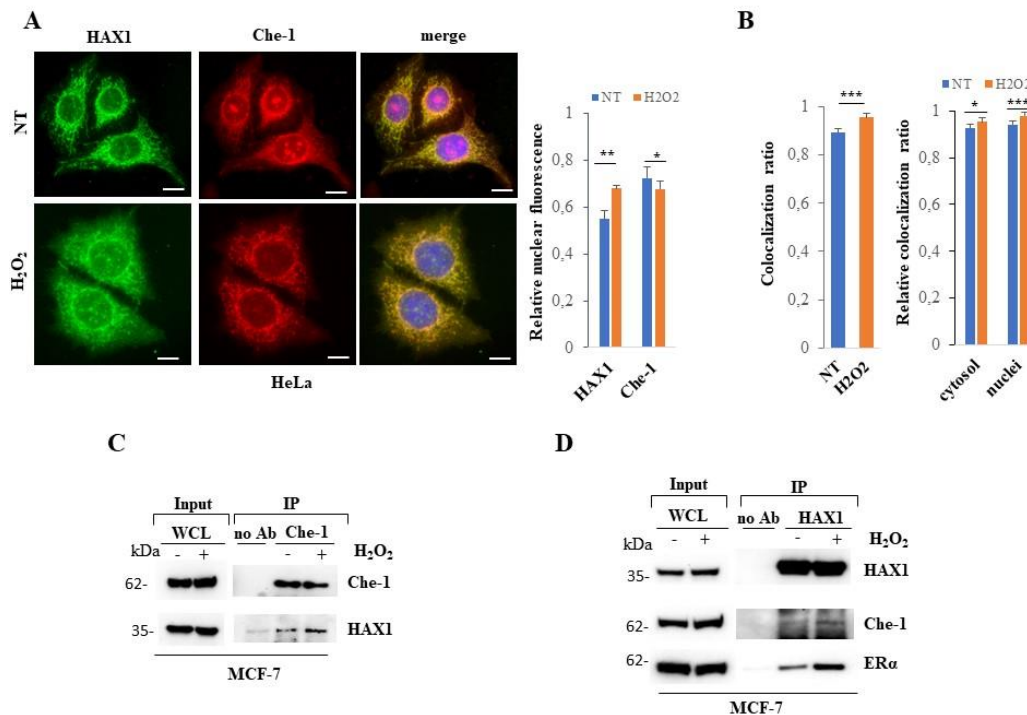 A
HAX1 Che-1 merge
NT
H₂O₂
HeLa
NT H2O2
Relative nuclear fluorescence
1
0,8
0,6
0,4
0,2
0
** *
HAX1 Che-1
B
NT H2O2
Colocalization ratio
1
0,8
0,6
0,4
0,2
0
***
NT H2O2
NT H2O2
Relative colocalization ratio
1
0,8
0,6
0,4
0,2
0
* ***
cytosol nuclei
C
Input IP
WCL no Ab Che-1
kDa - + - + H₂O₂
62- Che-1
35- HAX1
MCF-7
D
Input IP
WCL no Ab HAX1
kDa - + - + H₂O₂
35- HAX1
62- Che-1
62- ERα
MCF-7